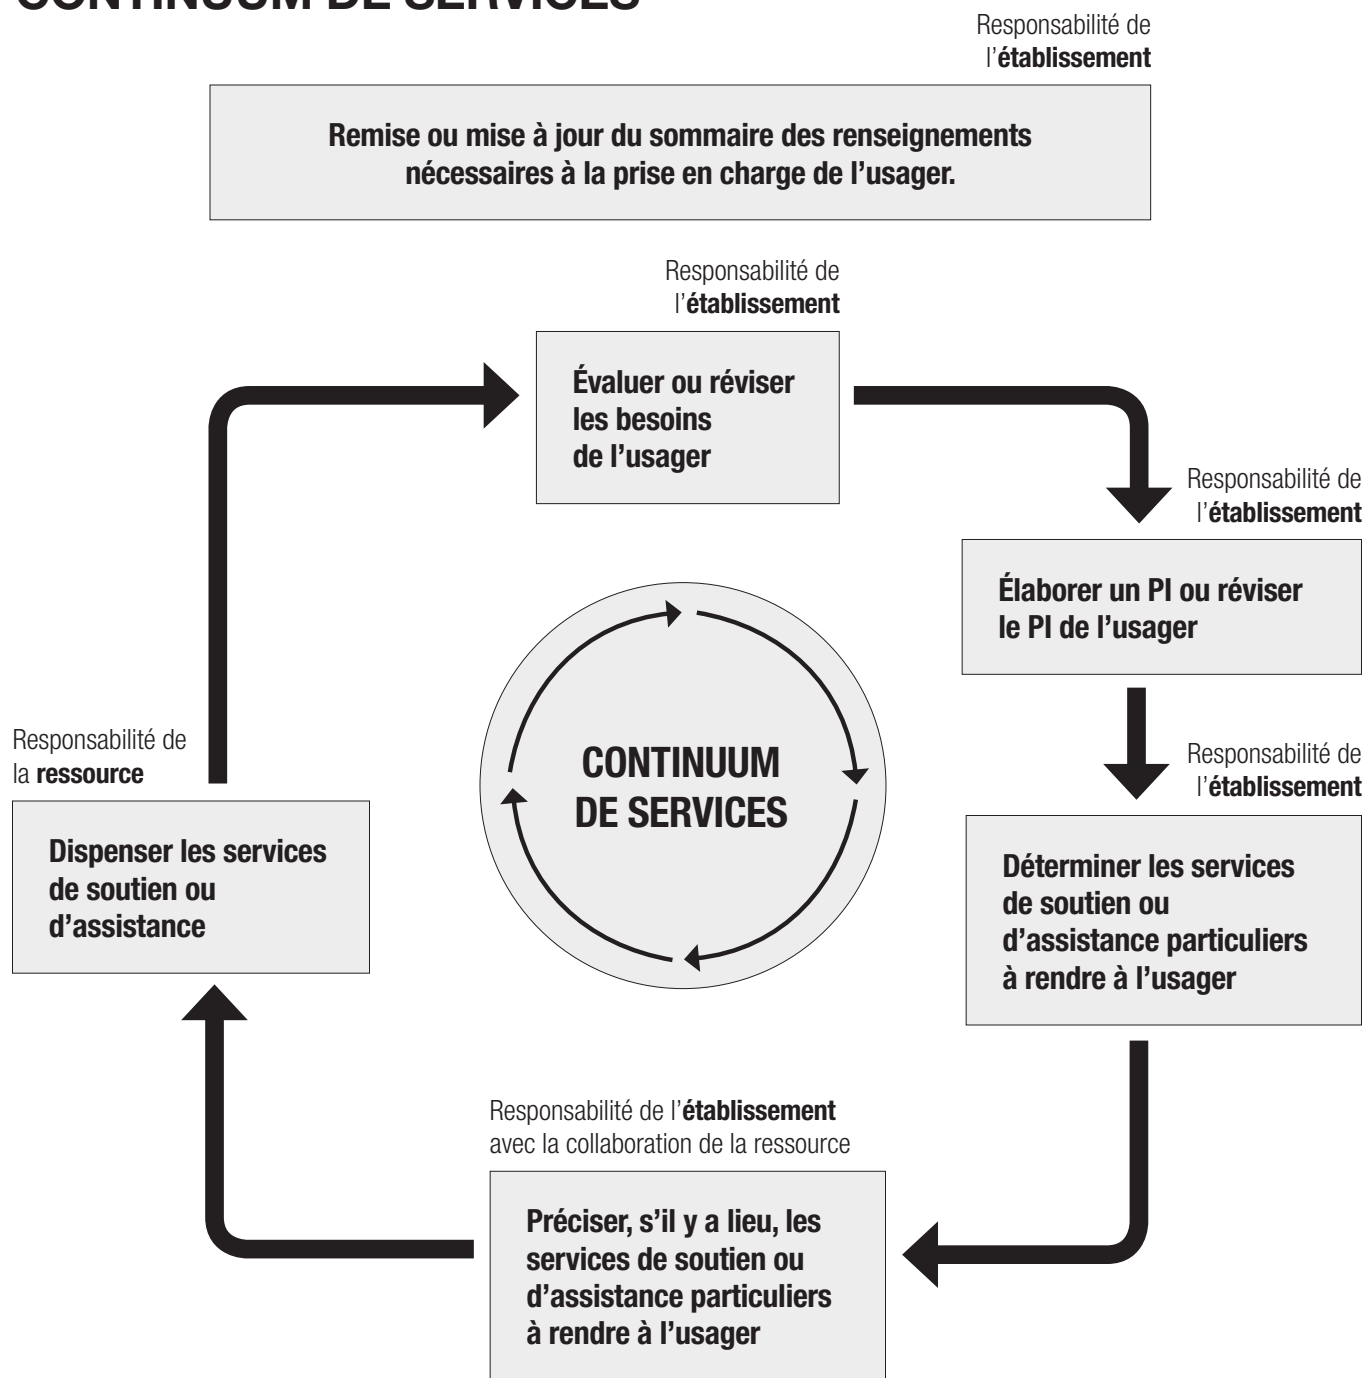 CONTINUUM DE SERVICES
Responsabilité de
l’établissement
Remise ou mise à jour du sommaire des renseignements
nécessaires à la prise en charge de l’usager.
Responsabilité de
l’établissement
Évaluer ou réviser
les besoins
de l’usager
Responsabilité de
l’établissement
Élaborer un PI ou réviser
le PI de l’usager
Responsabilité de
l’établissement
Déterminer les services
de soutien ou
d’assistance particuliers
à rendre à l’usager
Responsabilité de l’établissement
avec la collaboration de la ressource
Préciser, s’il y a lieu, les
services de soutien ou
d’assistance particuliers
à rendre à l’usager
Responsabilité de
la ressource
Dispenser les services
de soutien ou
d’assistance
CONTINUUM
DE SERVICES